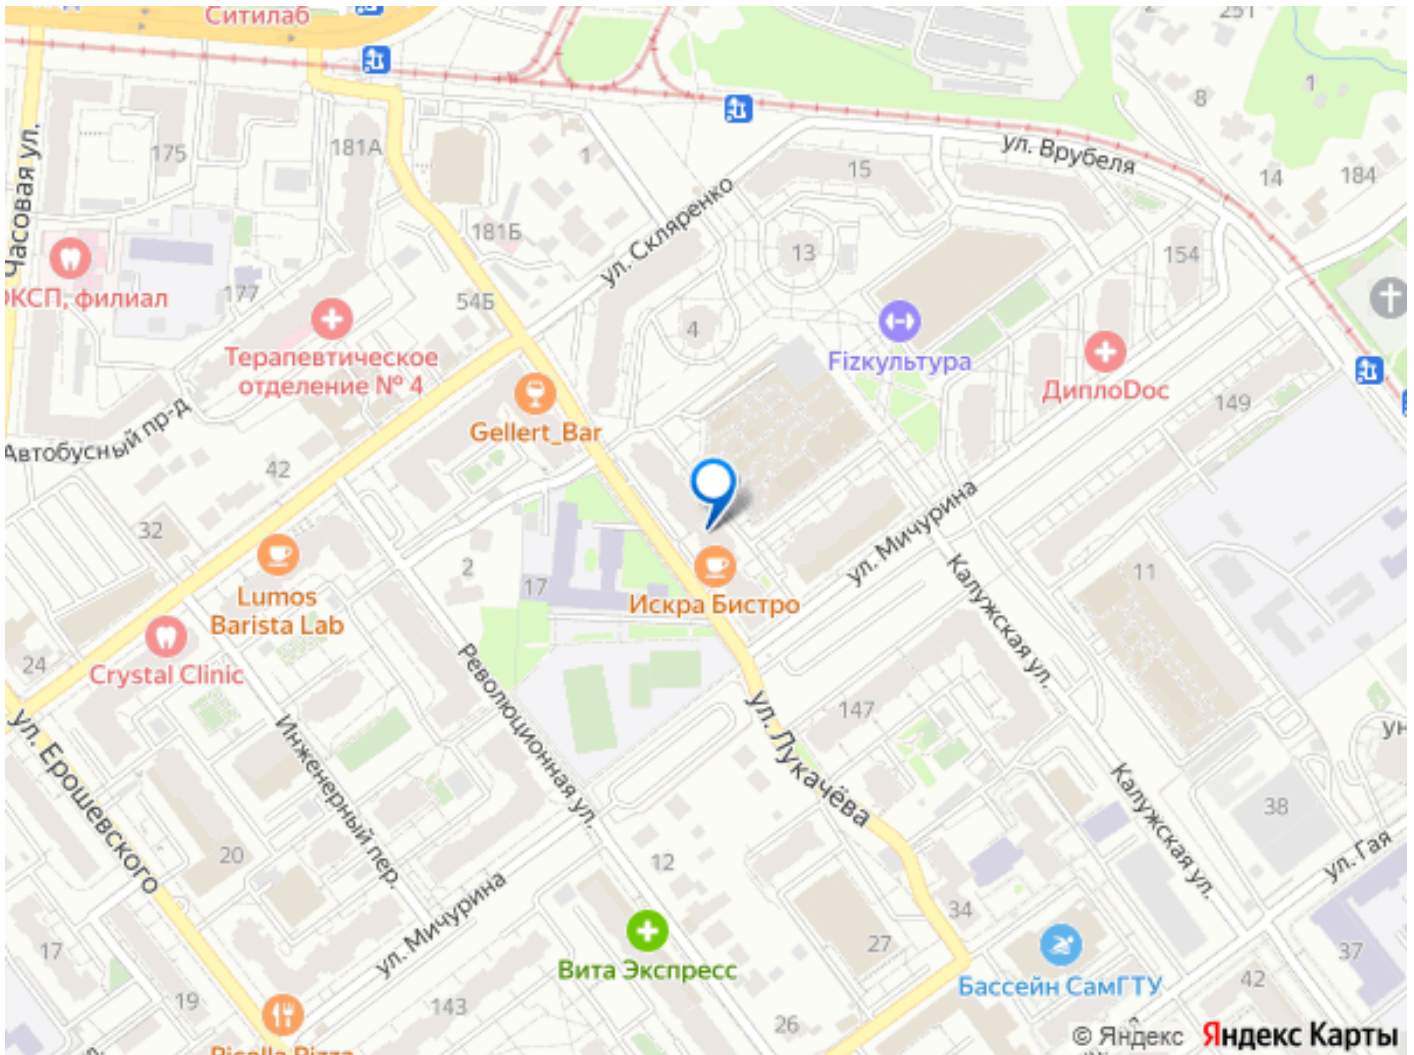 Ситилаб
251
8
1
ул. Врубеля
175
181А
1
15
14
184
Часовая ул.
181Б
ул. Скляренко
13
154
ОКСП, филиал
177
54Б
4
Терапевтическое
отделение № 4
Fizкультура
ДиплоDос
149
Автобусный пр-д
Gellert_Bar
42
32
ул. Мичурина
2
17
11
Lumos
Barista Lab
Искра Бистро
Калужская ул.
24
Crystal Clinic
Революционная ул.
147
ул. Лукачёва
ул. Ерошевского
Инженерный пер.
Калужская ул.
38
20
12
ул. Гая
ул. Мичурина
34
17
27
37
Вита Экспресс
Бассейн СамГТУ
42
19
143
26
© Яндекс Яндекс Карты